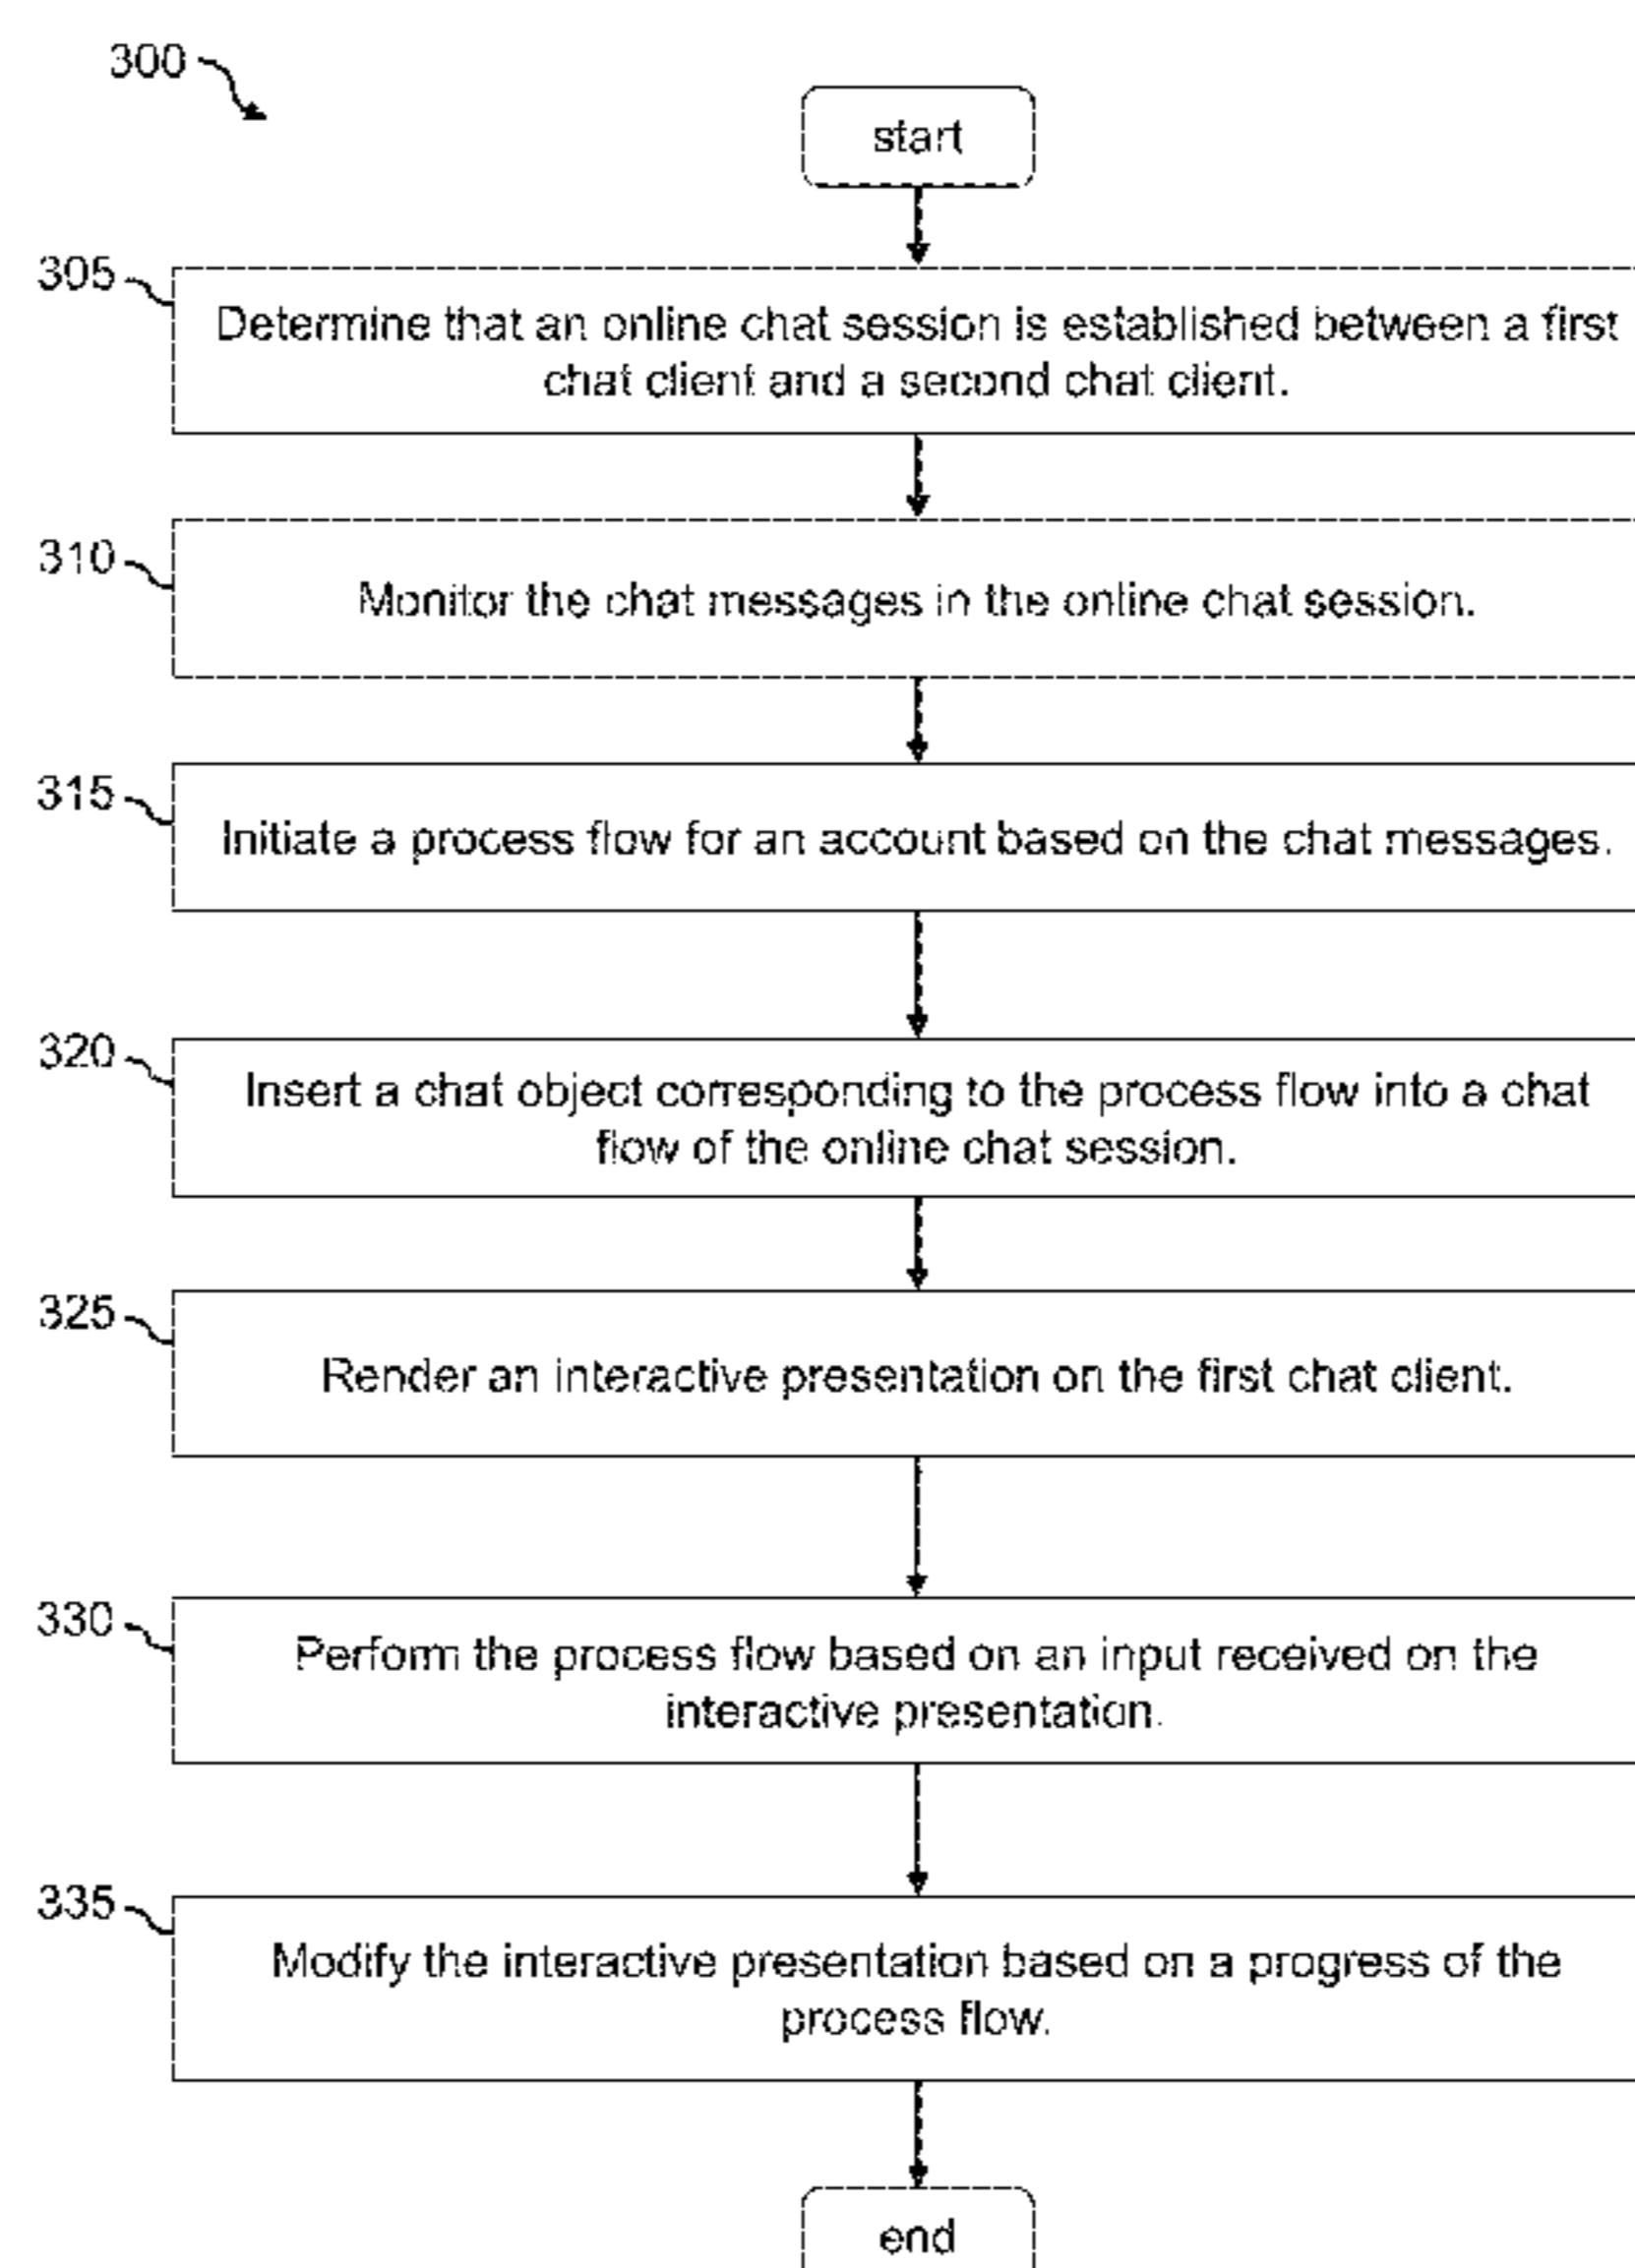 300
start
305
Determine that an online chat session is established between a first
chat client and a second chat client.
310
Monitor the chat messages in the online chat session.
315
Initiate a process flow for an account based on the chat messages.
320
Insert a chat object corresponding to the process flow into a chat
flow of the online chat session.
325
Render an interactive presentation on the first chat client.
330
Perform the process flow based on an input received on the
interactive presentation.
335
Modify the interactive presentation based on a progress of the
process flow.
end